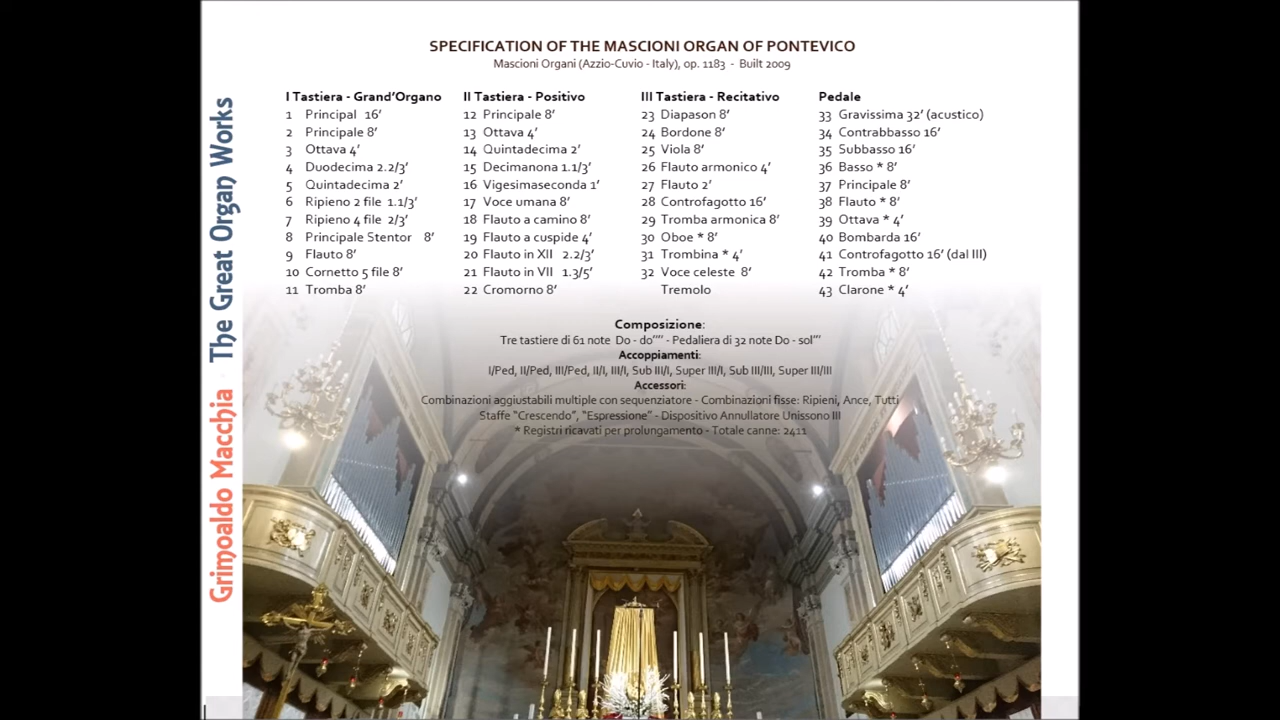 SPECIFICATION OF THE MASCIONI ORGAN OF PONTEVICO
Mascioni Organi (Azzio-Cuvio - Italy), op. 1183 - Built 2009
I Tastiera - Grand'Organo
1 Principal 16'
2 Principale 8'
3 Ottava 4'
4 Duodecima 2.2/3'
5 Quintadecima 2'
6 Ripieno 2 file 1.1/3'
7 Ripieno 4 file 2/3'
8 Principale Stentor 8'
9 Flauto 8'
10 Cornetto 5 file 8'
11 Tromba 8'
II Tastiera - Positivo
12 Principale 8'
13 Ottava 4'
14 Quintadecima 2'
15 Decimanona 1.1/3'
16 Vigesimaseconda 1'
17 Voce umana 8'
18 Flauto a camino 8'
19 Flauto a cuspide 4'
20 Flauto in XII 2.2/3'
21 Flauto in VII 1.3/5'
22 Cromorno 8'
III Tastiera - Recitativo
23 Diapason 8'
24 Bordone 8'
25 Viola 8'
26 Flauto armonico 4'
27 Flauto 2'
28 Controfagotto 16'
29 Tromba armonica 8'
30 Oboe * 8'
31 Trombina * 4'
32 Voce celeste 8'
Tremolo
Pedale
33 Gravissima 32' (acustico)
34 Contrabbasso 16'
35 Subbasso 16'
36 Basso * 8'
37 Principale 8'
38 Flauto * 8'
39 Ottava * 4'
40 Bombarda 16'
41 Controfagotto 16' (dal III)
42 Tromba * 8'
43 Clarone * 4'
Composizione:
Tre tastiere di 61 note Do - do'''' - Pedaliera di 32 note Do - sol'''
Accoppiamenti:
I/Ped, II/Ped, III/Ped, II/I, III/I, Sub III/I, Super III/I, Sub III/III, Super III/III
Accessori:
Combinazioni aggiustabili multiple con sequenziatore - Combinazioni fisse: Ripieni, Ance, Tutti
Staffe "Crescendo", "Espressione" - Dispositivo Annullatore Unissono III
* Registri ricavati per prolungamento - Totale canne: 2411
Grimoaldo Macchia - The Great Organ Works